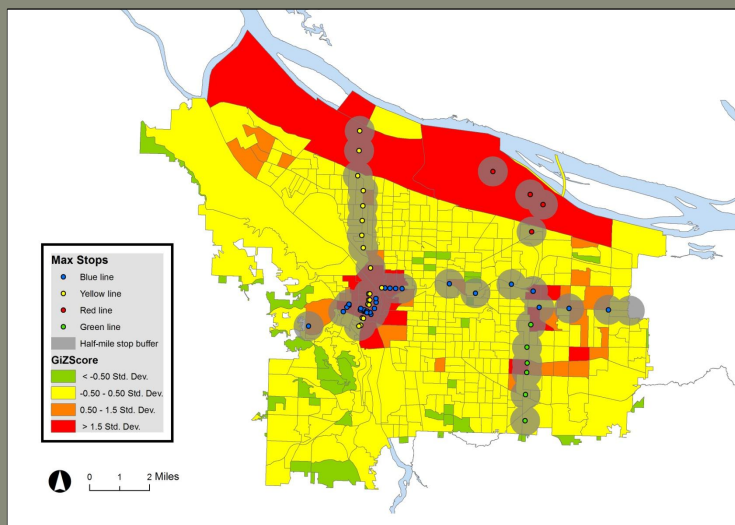 Max Stops
Blue line
Yellow line
Red line
Green line
Half-mile stop buffer
GiZScore
< -0.50 Std. Dev.
-0.50 - 0.50 Std. Dev.
0.50 - 1.5 Std. Dev.
> 1.5 Std. Dev.
0 1 2 Miles